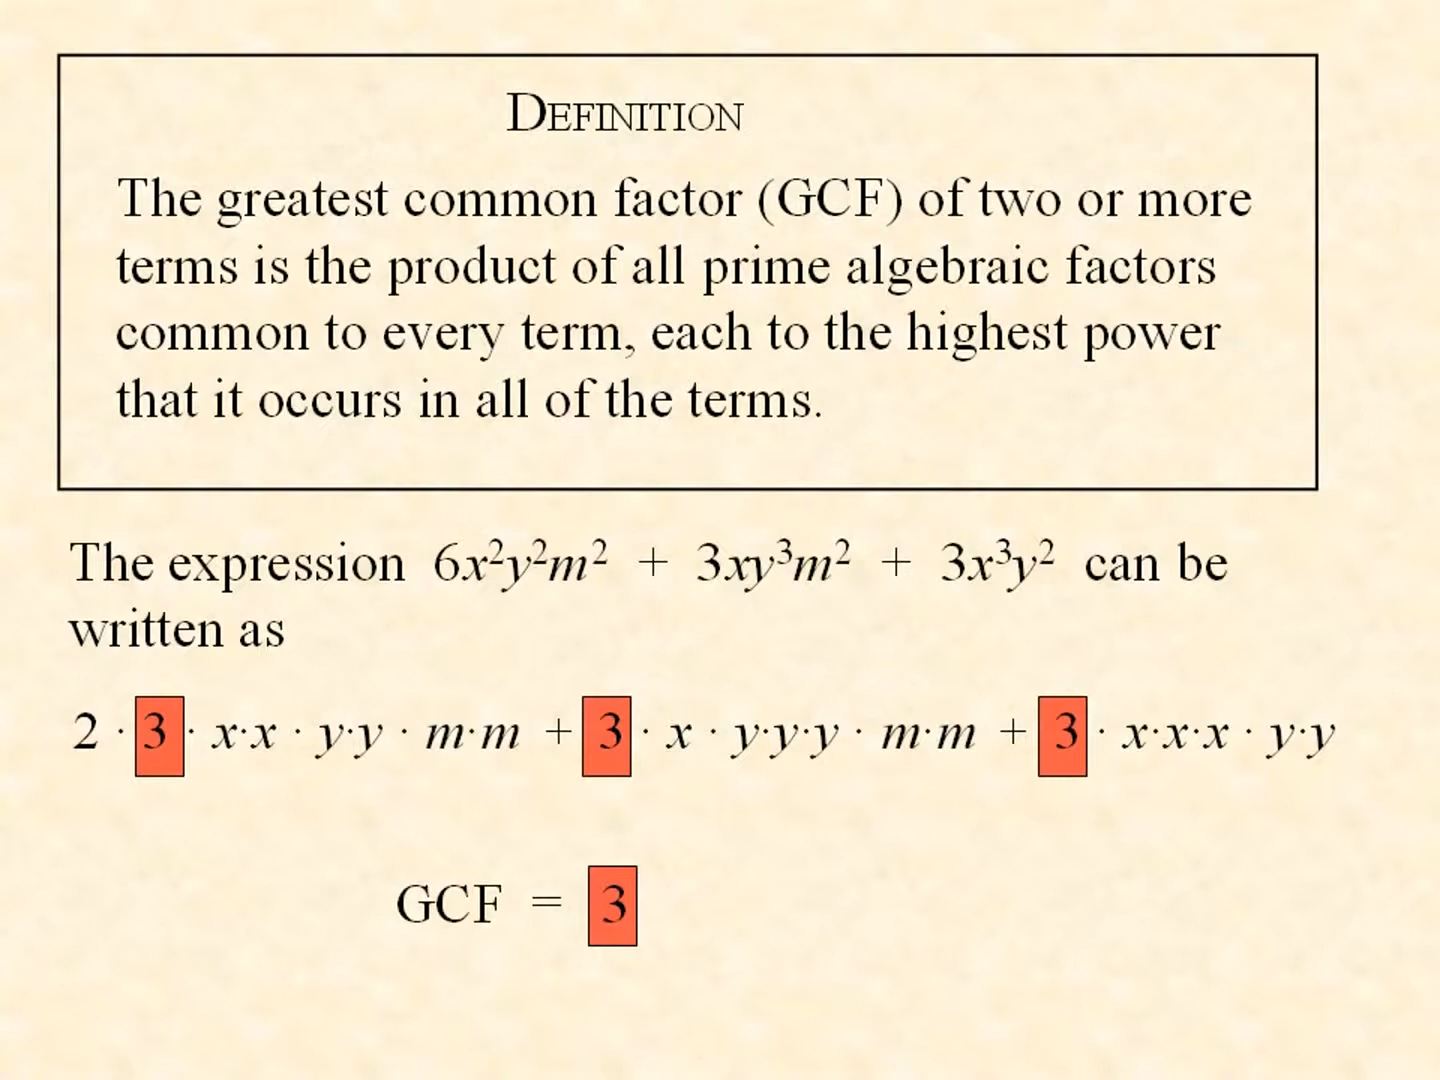 DEFINITION
The greatest common factor (GCF) of two or more
terms is the product of all prime algebraic factors
common to every term, each to the highest power
that it occurs in all of the terms.
The expression 6x²y²m² + 3xy³m² + 3x³y² can be
written as
2 · 3 · x·x · y·y · m·m + 3 · x · y·y·y · m·m + 3 · x·x·x · y·y
GCF = 3